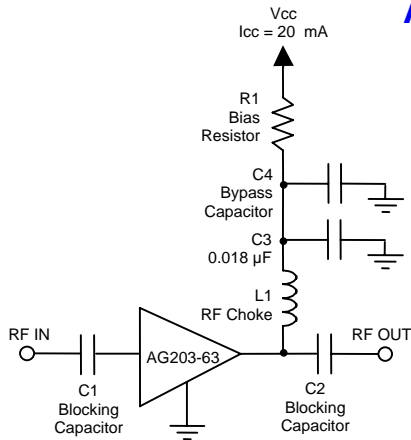 Vcc
Icc = 20 mA
R1
Bias
Resistor
C4
Bypass
Capacitor
C3
0.018 µF
L1
RF Choke
RF IN
AG203-63
RF OUT
C1
Blocking
Capacitor
C2
Blocking
Capacitor